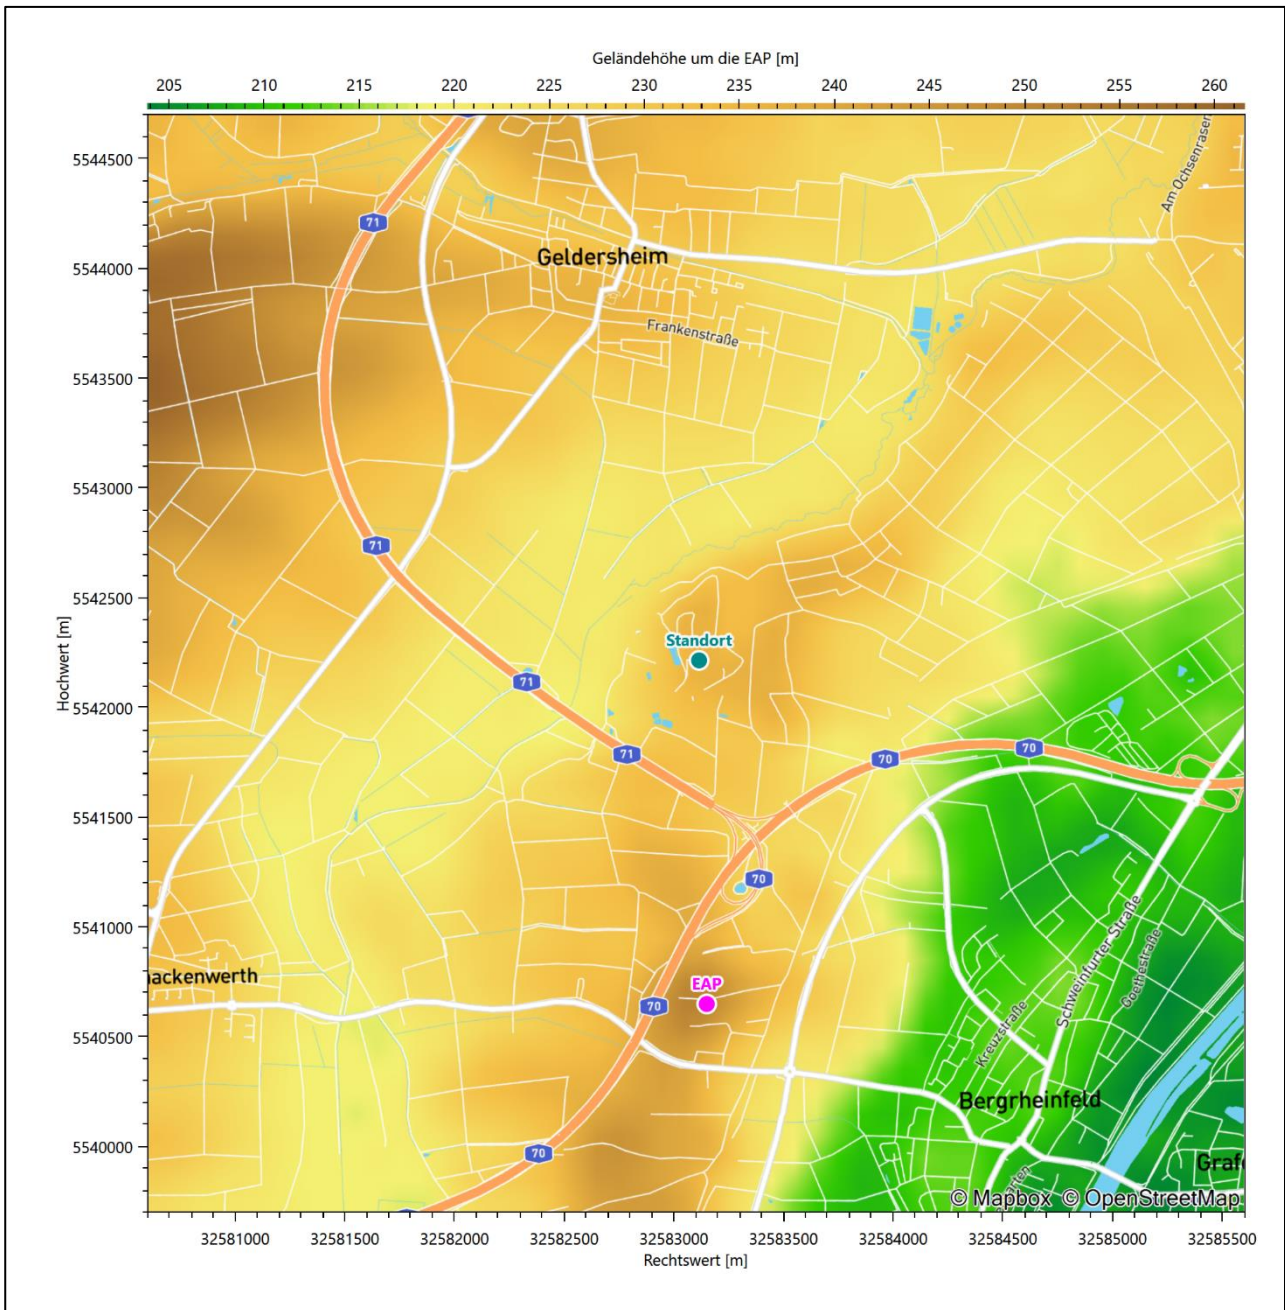 Geländehöhe um die EAP [m]
205 210 215 220 225 230 235 240 245 250 255 260
5544500
Am Ochsenrasen
71
5544000
Geldersheim
Frankenstraße
5543500
5543000
71
5542500
Standort
Hochwert [m]
71
5542000
71
70
70
5541500
70
5541000
Schweinfurter Straße
Goethestraße
ackenwerth
EAP
70
5540500
Kreuzstraße
Bergrheinfeld
5540000
70
Graf
arten
© Mapbox © OpenStreetMap
32581000 32581500 32582000 32582500 32583000 32583500 32584000 32584500 32585000 32585500
Rechtswert [m]